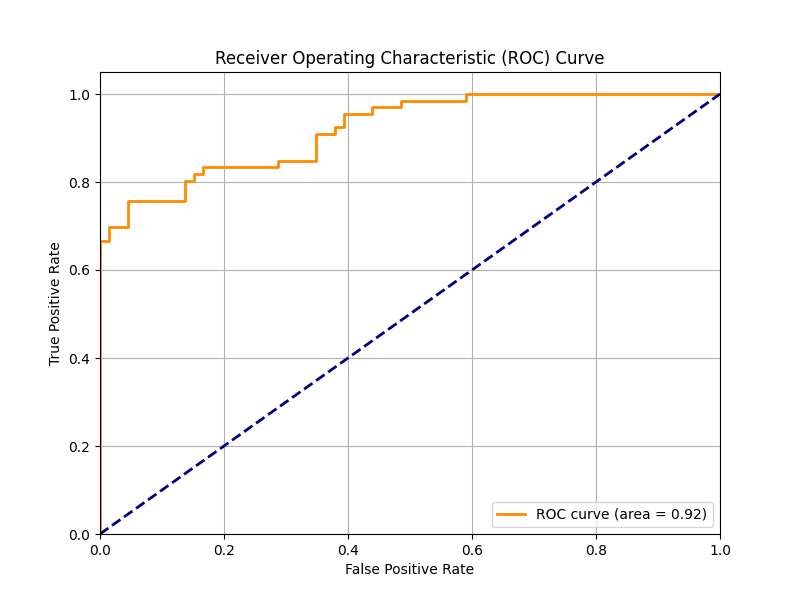 Receiver Operating Characteristic (ROC) Curve
1.0
0.8
0.6
0.4
0.2
0.0
True Positive Rate
ROC curve (area = 0.92)
0.0 0.2 0.4 0.6 0.8 1.0
False Positive Rate